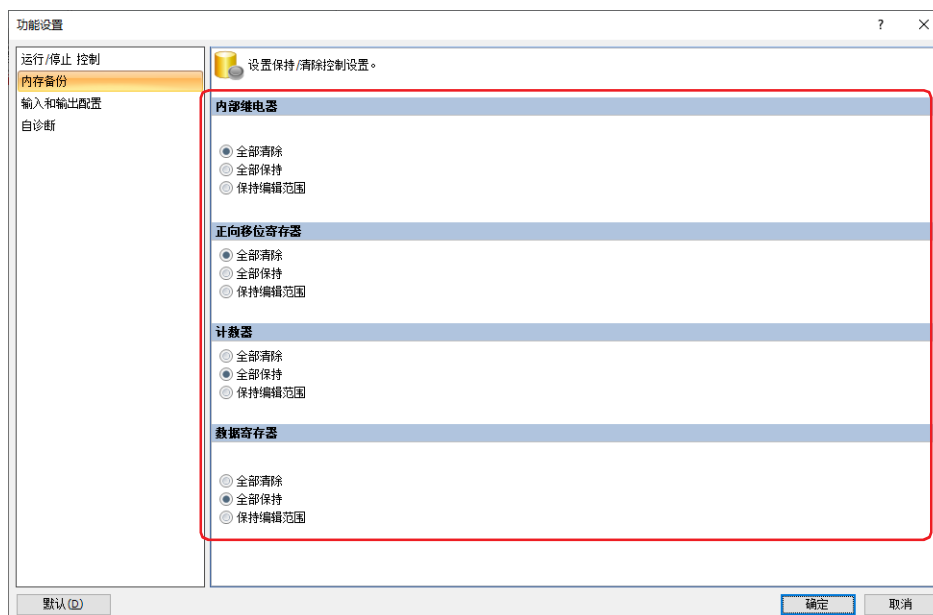 功能设置
? ×
运行/停止 控制
内存备份
输入和输出配置
自诊断
设置保持/清除控制设置。
内部继电器
全部清除
全部保持
保持编辑范围
正向移位寄存器
全部清除
全部保持
保持编辑范围
计数器
全部清除
全部保持
保持编辑范围
数据寄存器
全部清除
全部保持
保持编辑范围
默认(D)
确定
取消